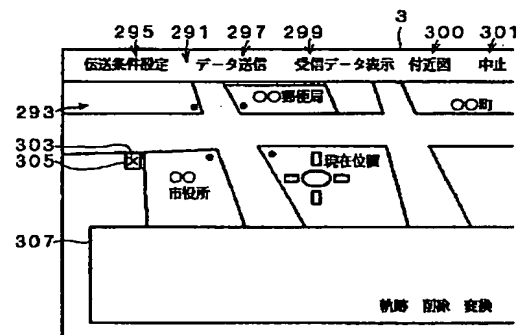 295 291 297 299 3 300 301
伝送条件設定 データ送信 受信データ表示 付近図 中止
293 〇〇郵便局 〇〇町
303
305 現在位置
〇〇
市役所
307
軌跡 削除 変換